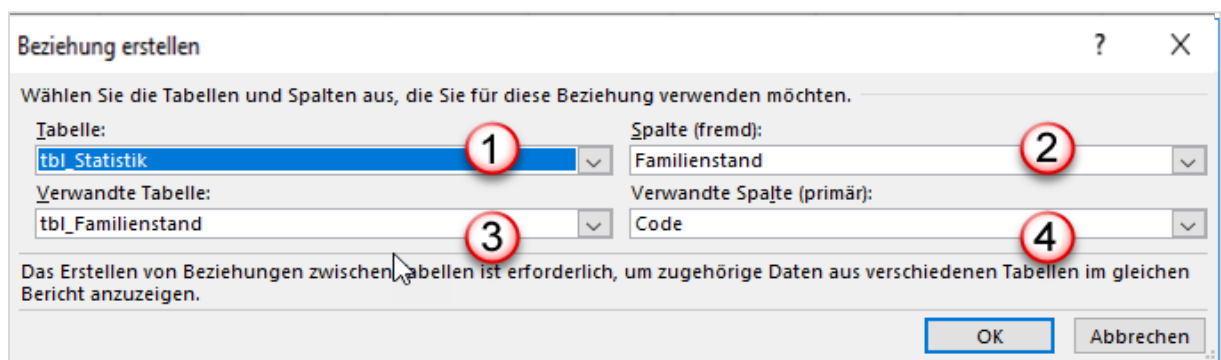 Beziehung erstellen ?
Wählen Sie die Tabellen und Spalten aus, die Sie für diese Beziehung verwenden möchten.
Tabelle: Spalte (fremd):
tbl_Statistik 1 Familienstand 2
Verwandte Tabelle: Verwandte Spalte (primär):
tbl_Familienstand 3 Code 4
Das Erstellen von Beziehungen zwischen Tabellen ist erforderlich, um zugehörige Daten aus verschiedenen Tabellen im gleichen
Bericht anzuzeigen.
OK Abbrechen